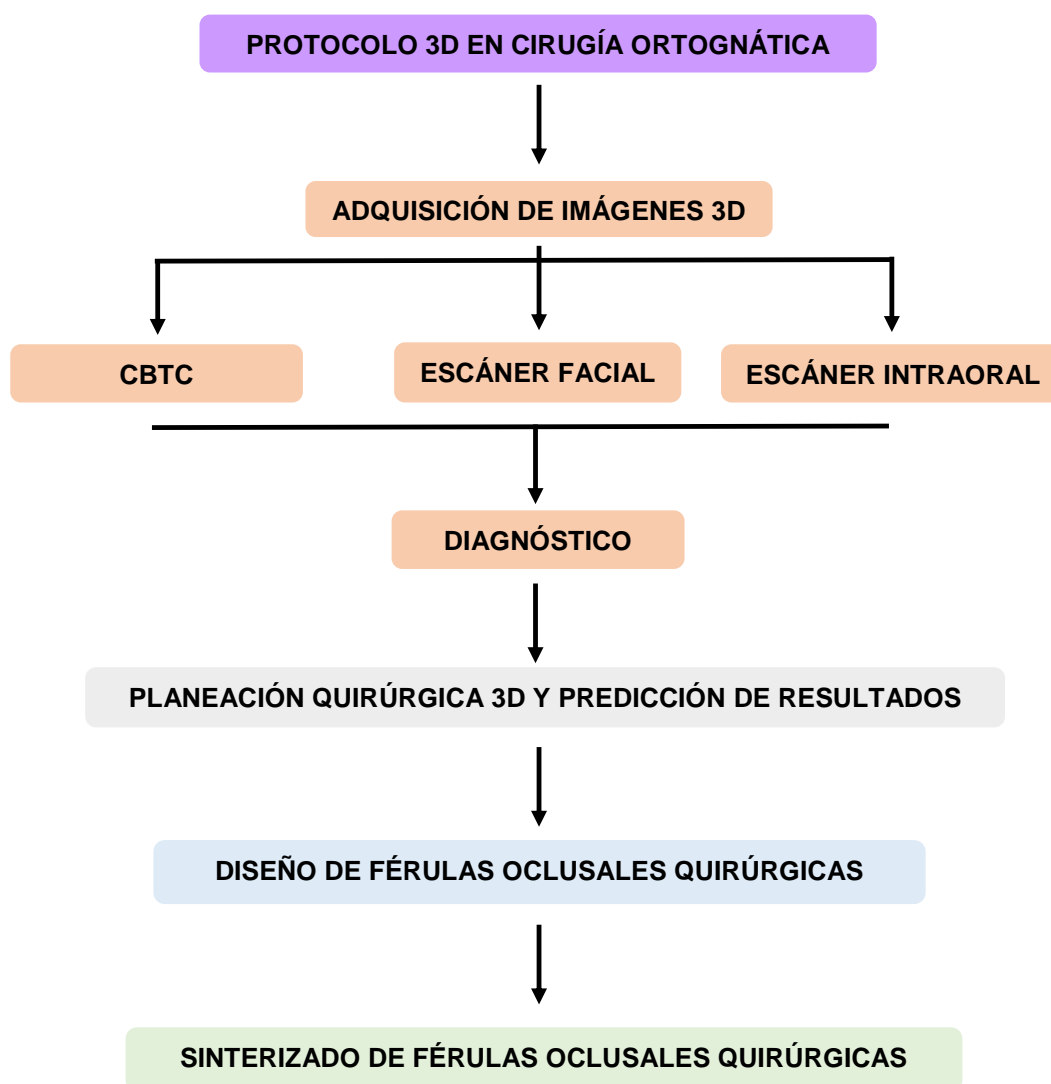 PROTOCOLO 3D EN CIRUGÍA ORTOGNÁTICA
ADQUISICIÓN DE IMÁGENES 3D
CBTC
ESCÁNER FACIAL
ESCÁNER INTRAORAL
DIAGNÓSTICO
PLANEACIÓN QUIRÚRGICA 3D Y PREDICCIÓN DE RESULTADOS
DISEÑO DE FÉRULAS OCLUSALES QUIRÚRGICAS
SINTERIZADO DE FÉRULAS OCLUSALES QUIRÚRGICAS